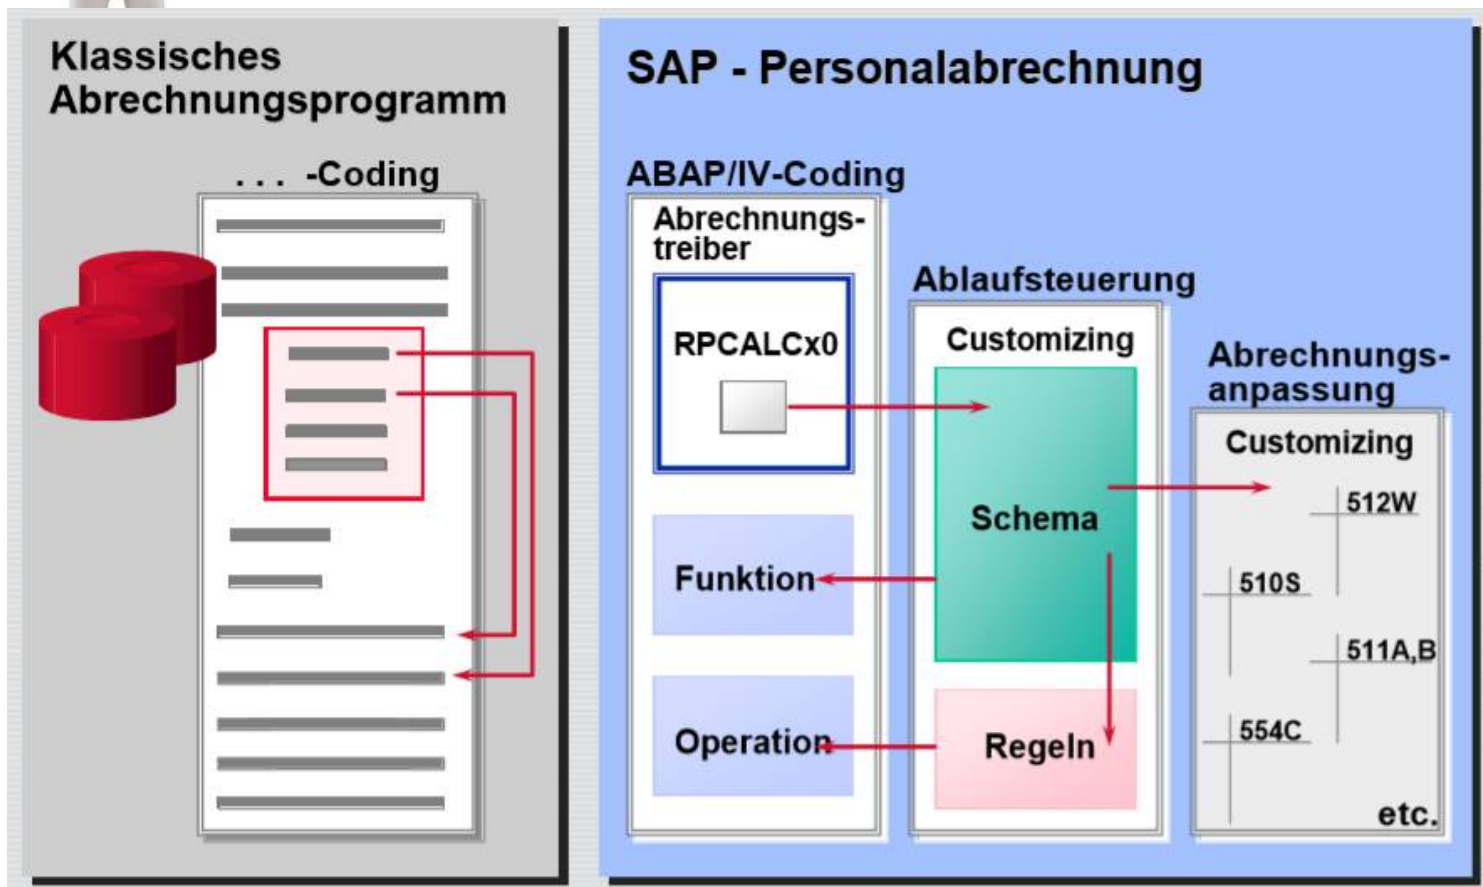 Klassisches
Abrechnungsprogramm
. . . -Coding
SAP - Personalabrechnung
ABAP/IV-Coding
Abrechnungs-
treiber
RPCALCx0
Funktion
Operation
Ablaufsteuerung
Customizing
Schema
Regeln
Abrechnungs-
anpassung
Customizing
512W
510S
511A,B
554C
etc.